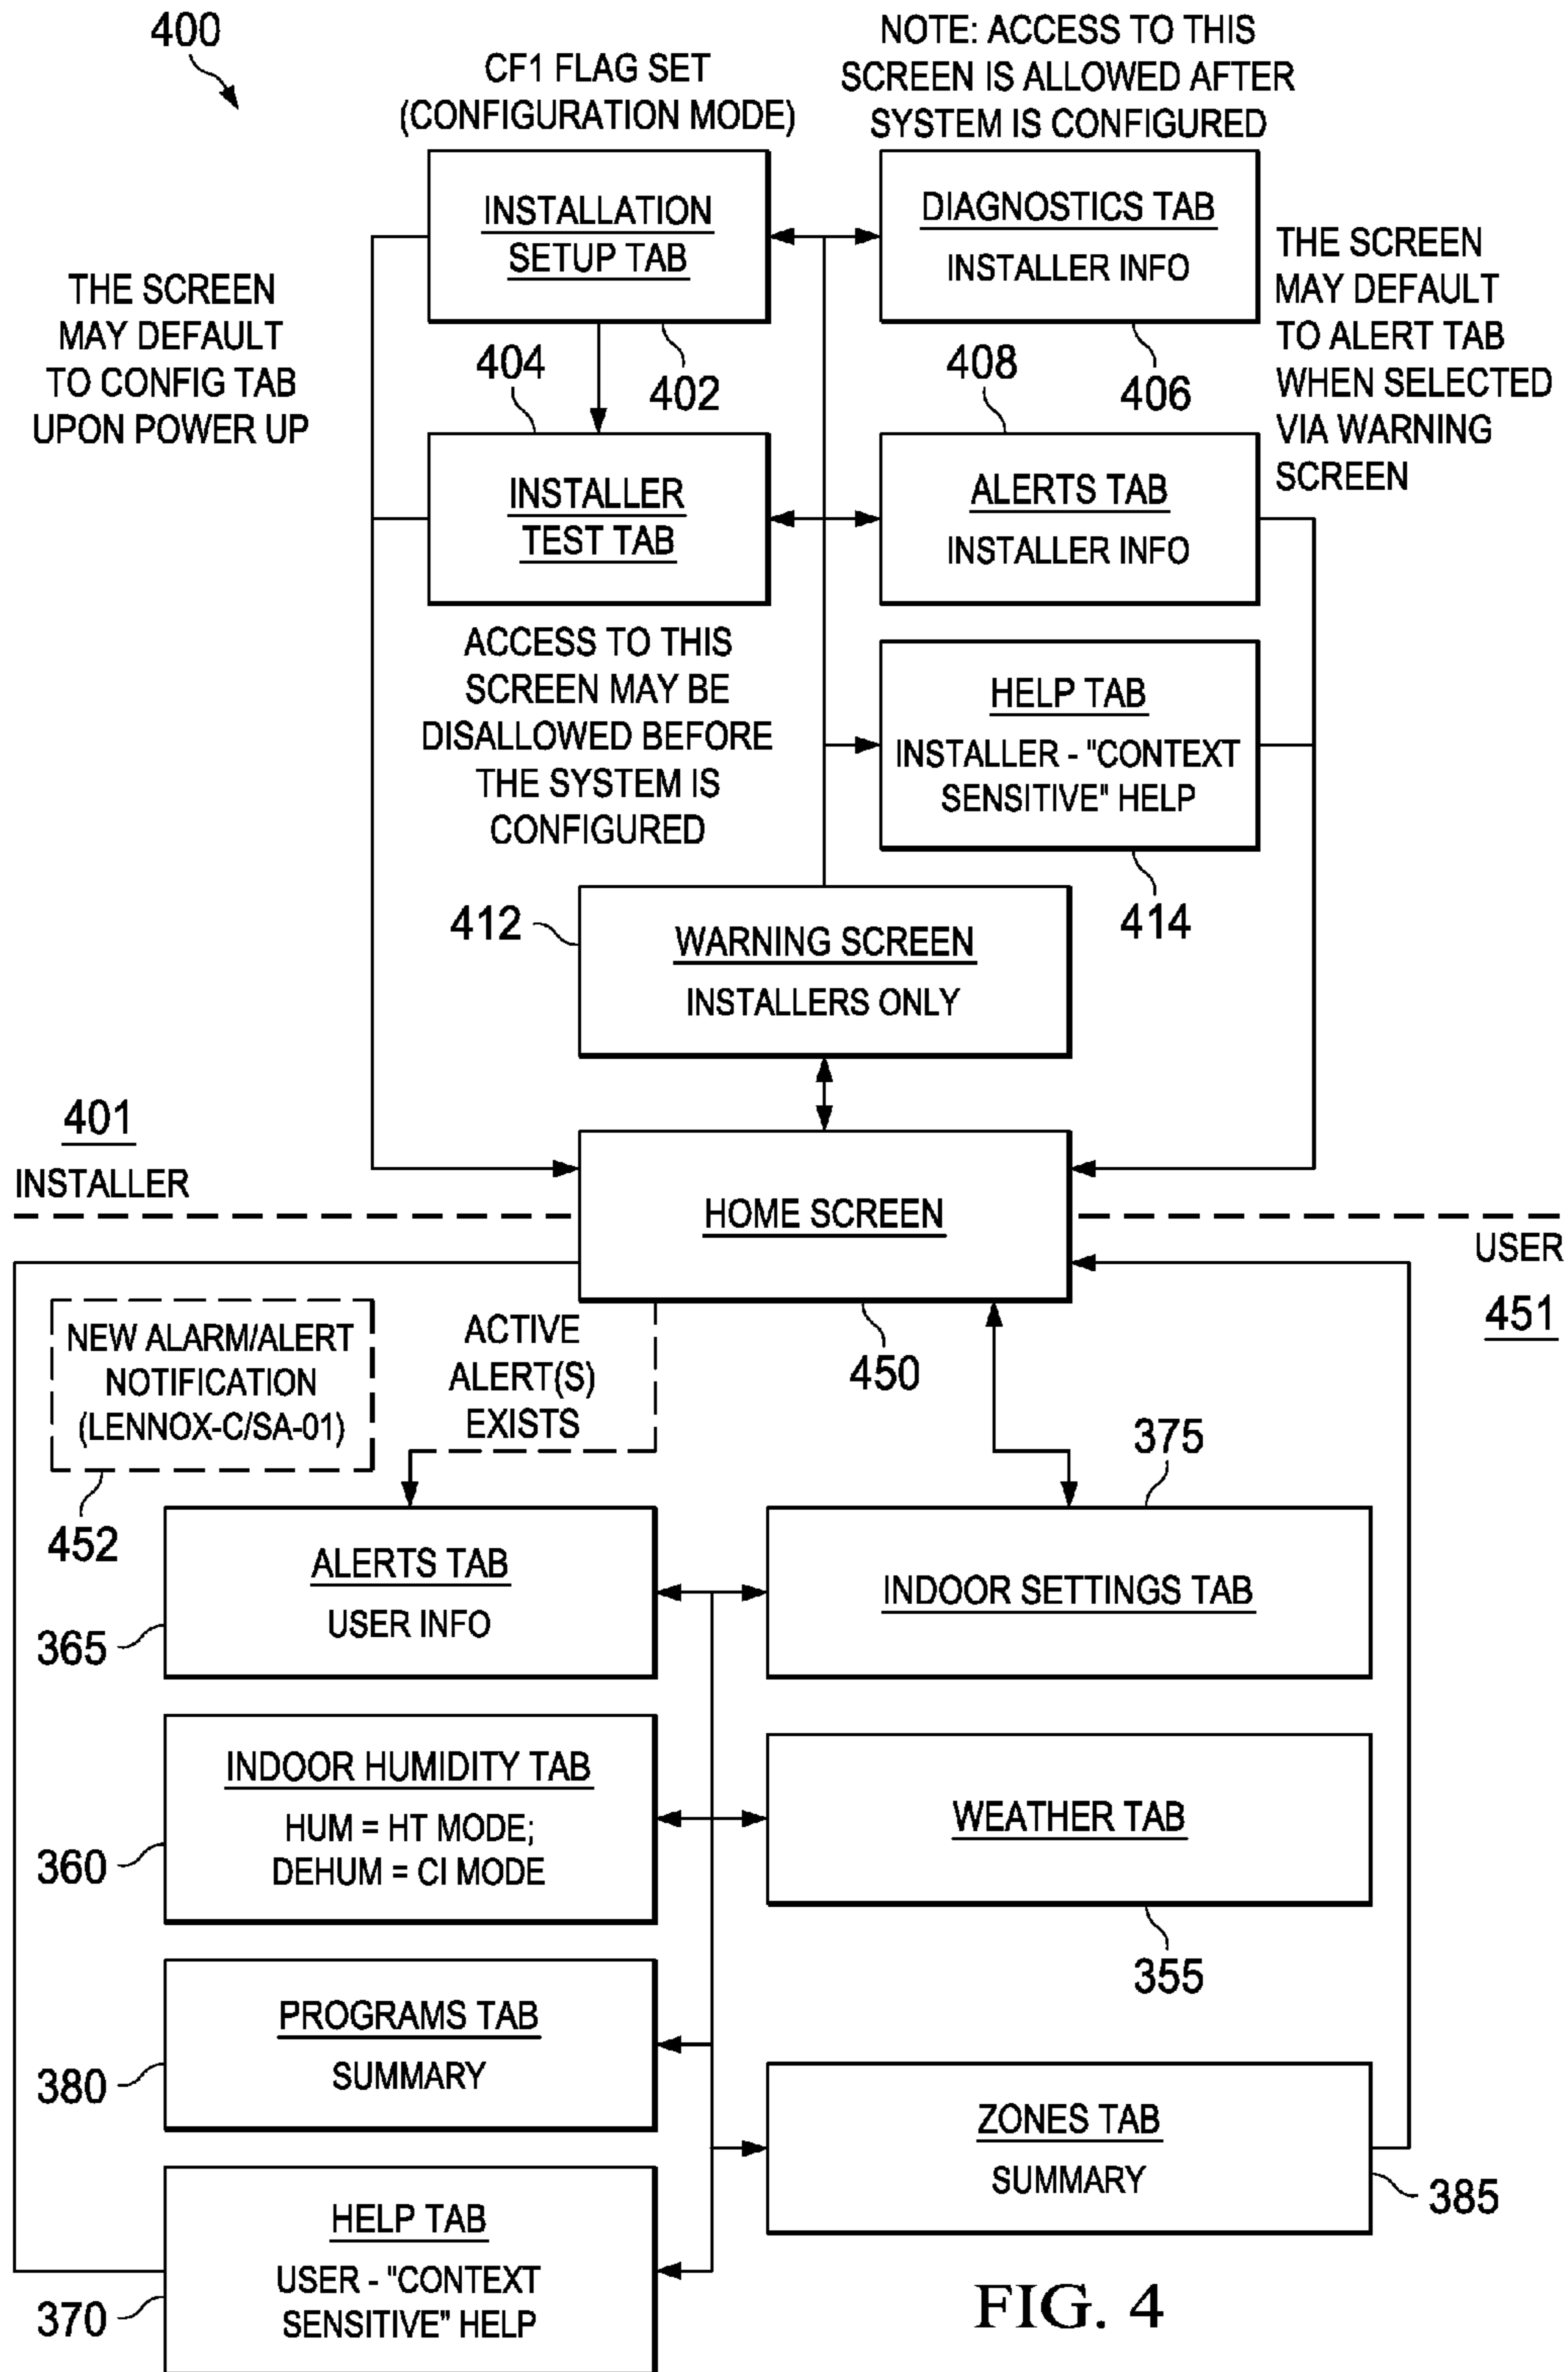 400
CF1 FLAG SET
(CONFIGURATION MODE)
NOTE: ACCESS TO THIS
SCREEN IS ALLOWED AFTER
SYSTEM IS CONFIGURED
INSTALLATION
SETUP TAB
402
DIAGNOSTICS TAB
INSTALLER INFO
406
THE SCREEN
MAY DEFAULT
TO CONFIG TAB
UPON POWER UP
THE SCREEN
MAY DEFAULT
TO ALERT TAB
WHEN SELECTED
VIA WARNING
SCREEN
404
INSTALLER
TEST TAB
408
ALERTS TAB
INSTALLER INFO
ACCESS TO THIS
SCREEN MAY BE
DISALLOWED BEFORE
THE SYSTEM IS
CONFIGURED
HELP TAB
INSTALLER - "CONTEXT
SENSITIVE" HELP
414
412
WARNING SCREEN
INSTALLERS ONLY
401
INSTALLER
HOME SCREEN
450
USER
451
NEW ALARM/ALERT
NOTIFICATION
(LENNOX-C/SA-01)
452
ACTIVE
ALERT(S)
EXISTS
375
ALERTS TAB
USER INFO
365
INDOOR SETTINGS TAB
INDOOR HUMIDITY TAB
HUM = HT MODE;
DEHUM = CI MODE
360
WEATHER TAB
355
PROGRAMS TAB
SUMMARY
380
ZONES TAB
SUMMARY
385
HELP TAB
USER - "CONTEXT
SENSITIVE" HELP
370
FIG. 4